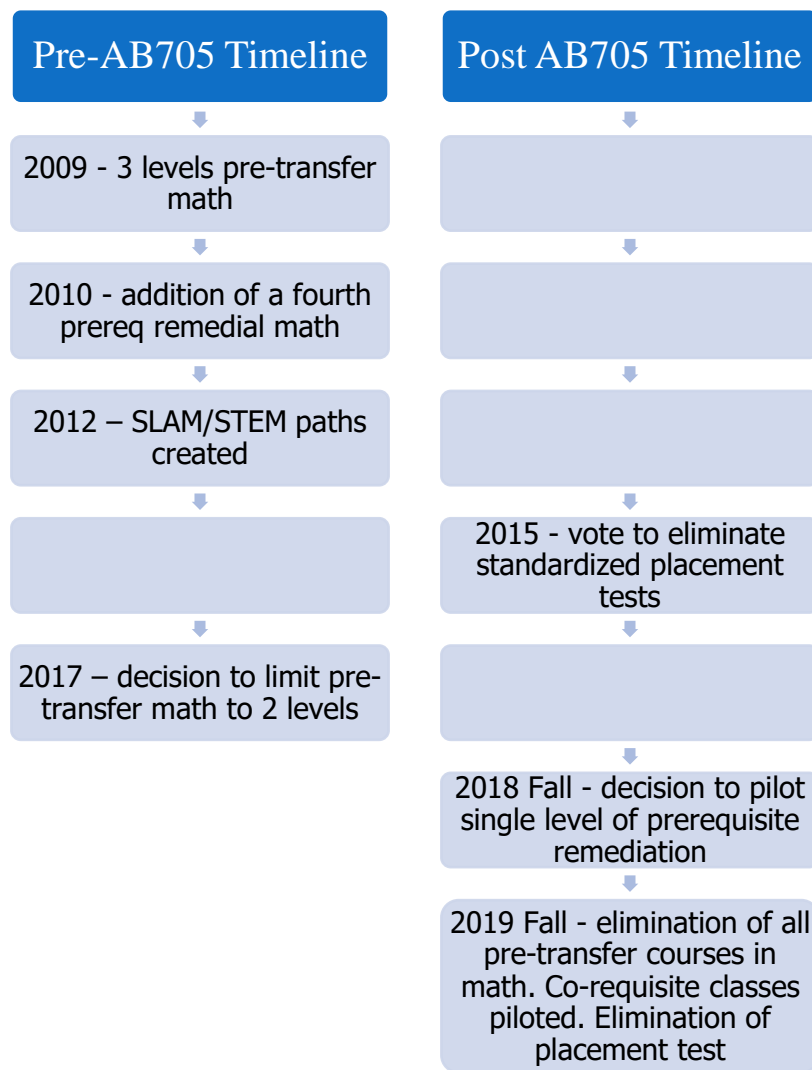 Pre-AB705 Timeline
2009 - 3 levels pre-transfer
math
2010 - addition of a fourth
prereq remedial math
2012 – SLAM/STEM paths
created
2017 – decision to limit pre-
transfer math to 2 levels
Post AB705 Timeline
2015 - vote to eliminate
standardized placement
tests
2018 Fall - decision to pilot
single level of prerequisite
remediation
2019 Fall - elimination of all
pre-transfer courses in
math. Co-requisite classes
piloted. Elimination of
placement test